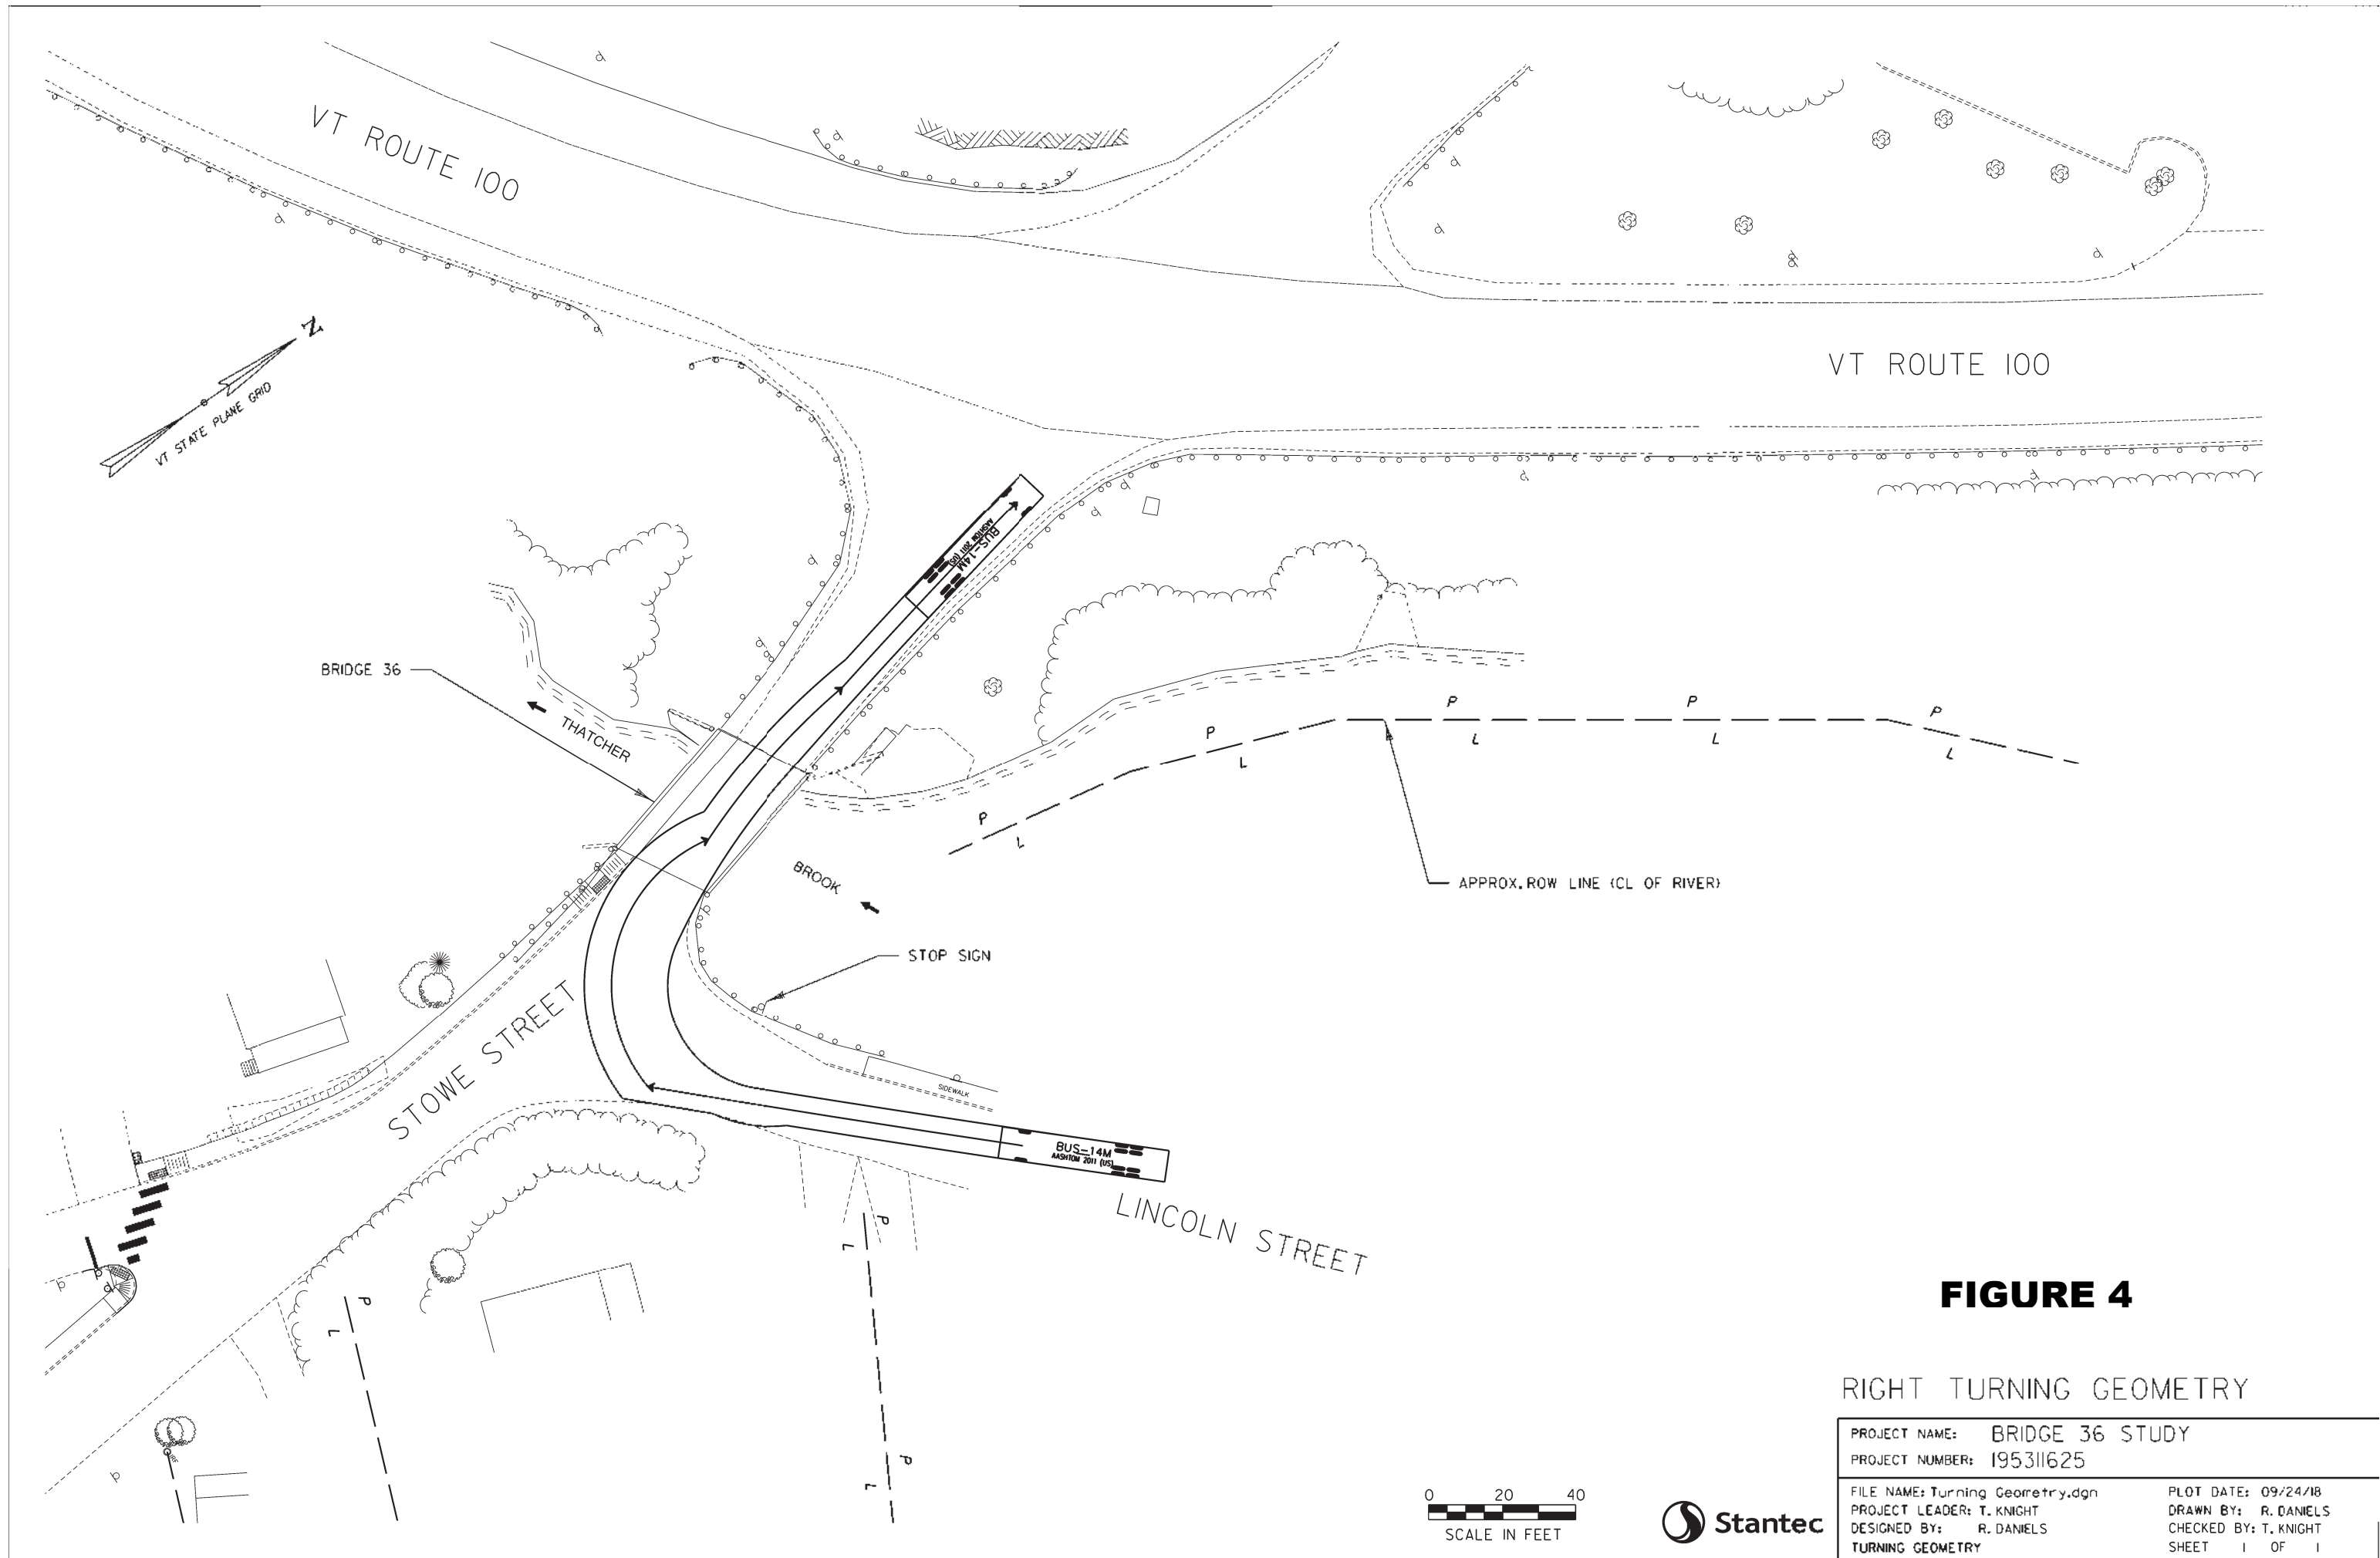 VT ROUTE 100
VT ROUTE 100
N
VT STATE PLANE GRID
BUS-14M
AASHTOM 2011 (US)
BRIDGE 36
THATCHER
P
P
P
P
L
L
L
L
P
L
BROOK
APPROX. ROW LINE (CL OF RIVER)
STOP SIGN
STOWE STREET
SIDEWALK
BUS-14M
AASHTOM 2011 (US)
LINCOLN STREET
P
L
P
L
P
L
FIGURE 4
RIGHT TURNING GEOMETRY
PROJECT NAME: BRIDGE 36 STUDY
PROJECT NUMBER: 195311625
FILE NAME: Turning Geometry.dgn PLOT DATE: 09/24/18
PROJECT LEADER: T. KNIGHT DRAWN BY: R. DANIELS
DESIGNED BY: R. DANIELS CHECKED BY: T. KNIGHT
TURNING GEOMETRY SHEET 1 OF 1
0 20 40
SCALE IN FEET
Stantec